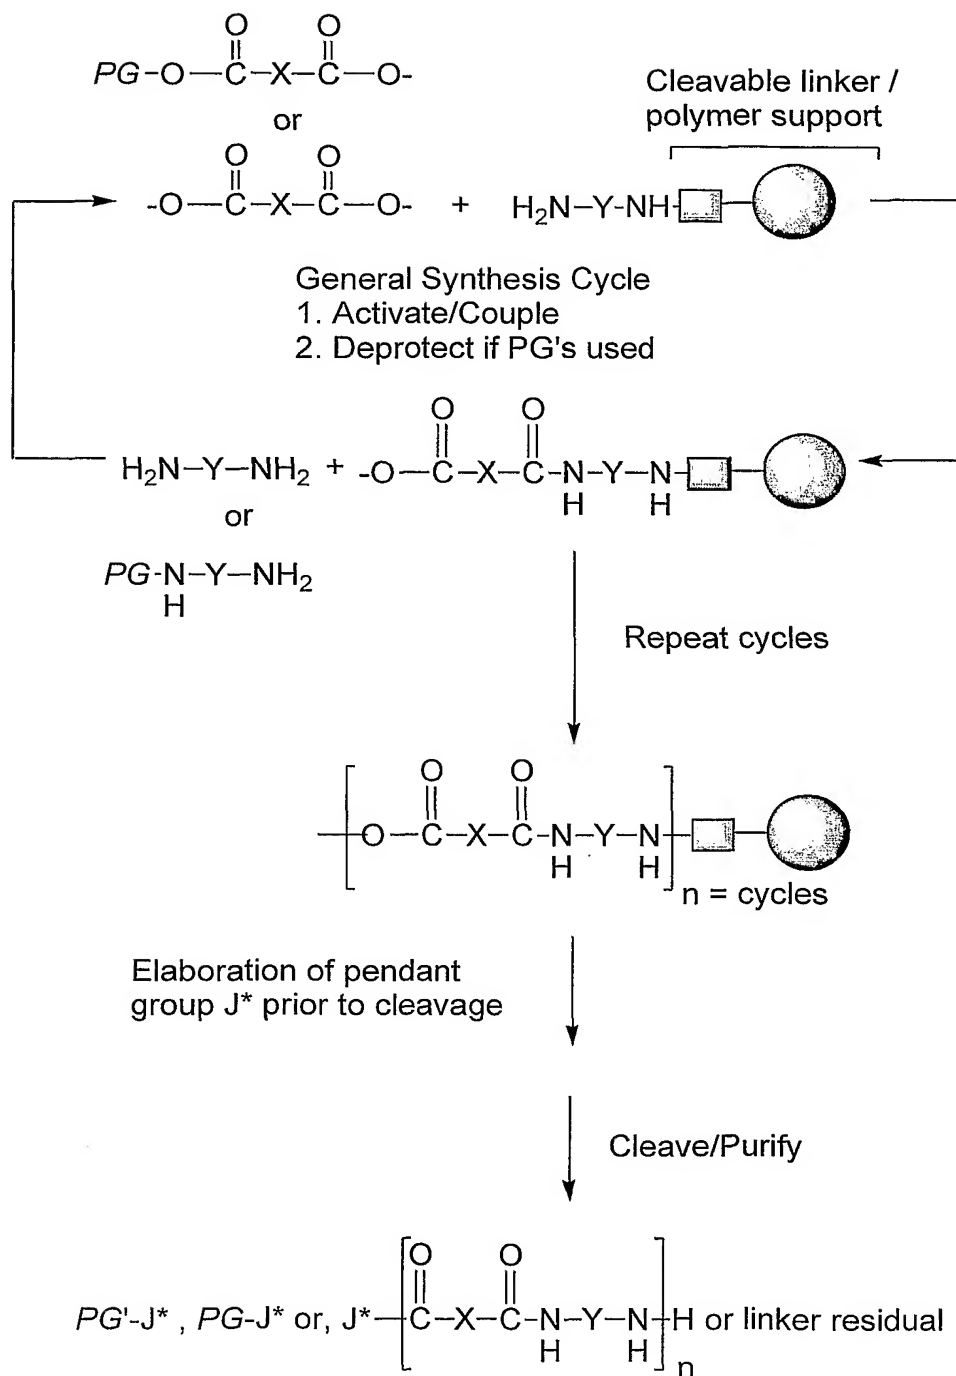 O O
PG-O—C—X—C—O-
or
Cleavable linker /
polymer support
O O
-O—C—X—C—O- + H₂N—Y-NH-
General Synthesis Cycle
1. Activate/Couple
2. Deprotect if PG's used
O O
H₂N—Y—NH₂ + -O—C—X—C—N—Y—N—
H H
or
PG-N—Y—NH₂
H
Repeat cycles
O O
—[O—C—X—C—N—Y—N]—
H H
n = cycles
Elaboration of pendant
group J* prior to cleavage
Cleave/Purify
O O
PG'-J* , PG-J* or, J*—[C—X—C—N—Y—N]—H or linker residual
H H
n